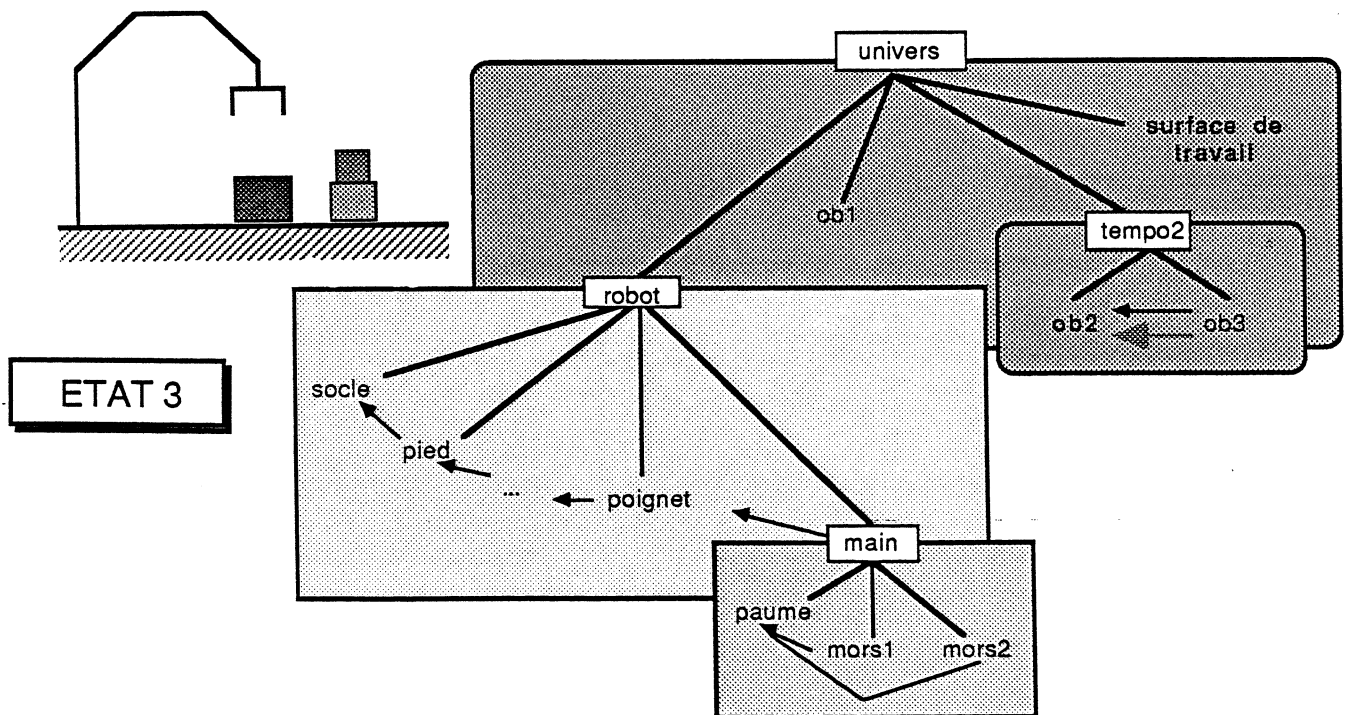 univers
surface de
travail
ob1
tempo2
robot
ob2
ob3
socle
ETAT 3
pied
...
poignet
main
paume
mors1
mors2